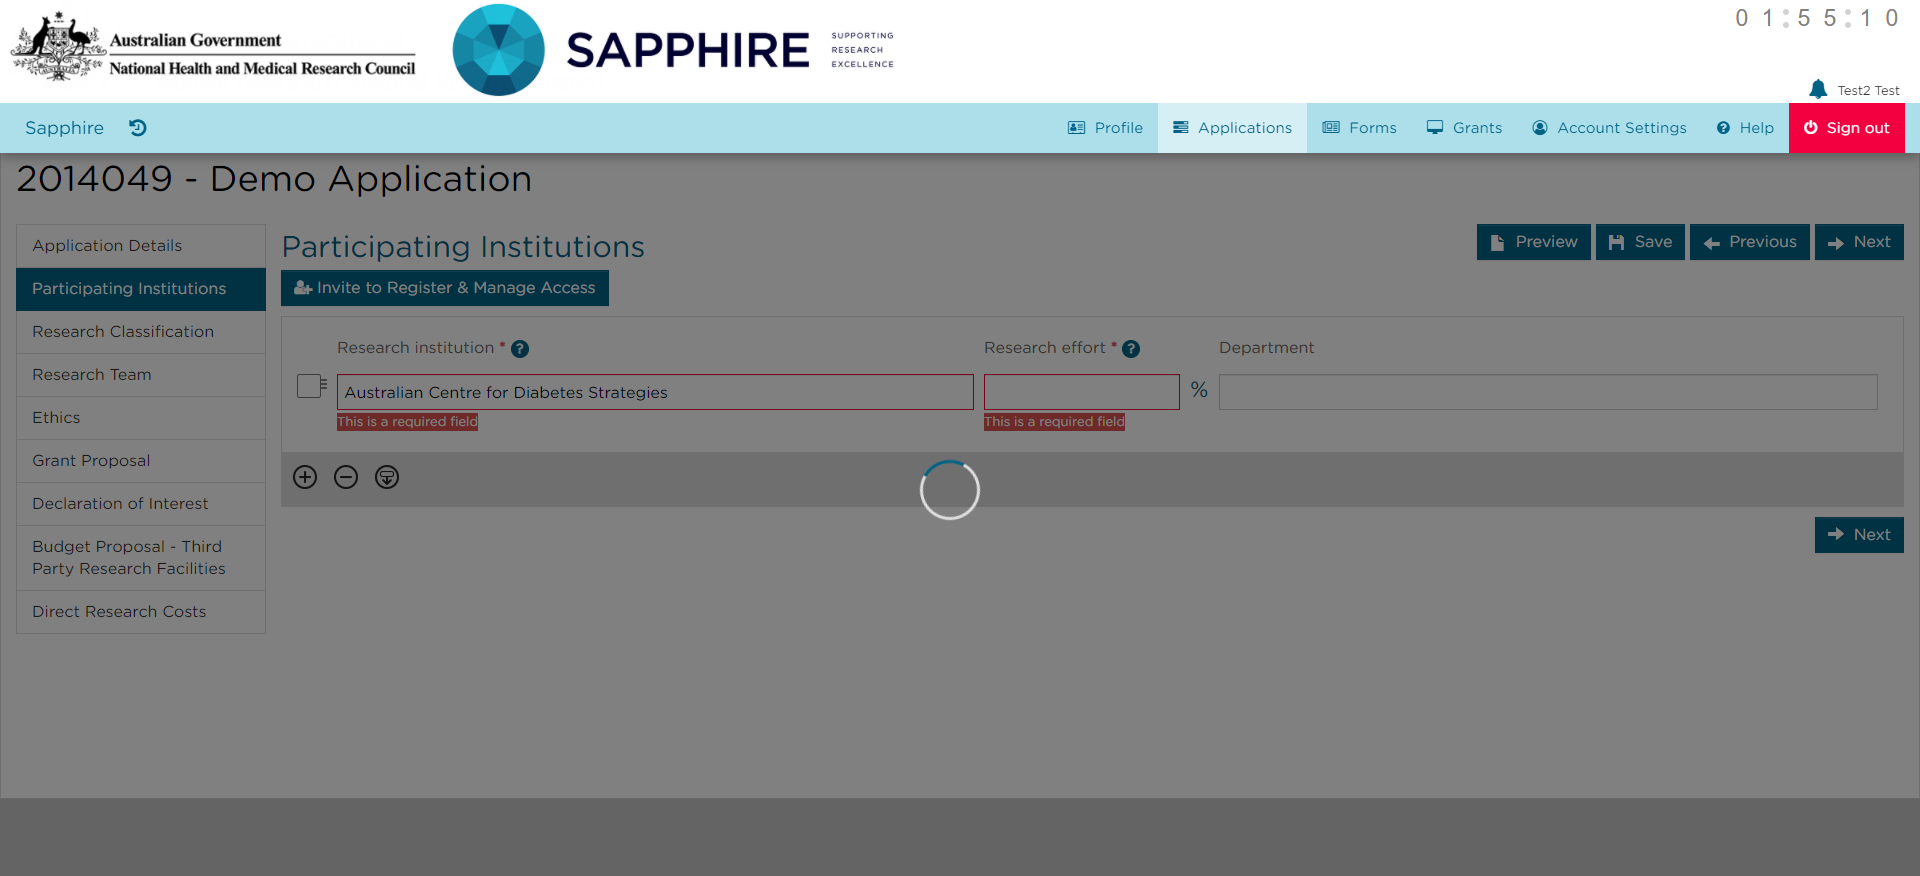 Australian Government
National Health and Medical Research Council
SAPPHIRE
SUPPORTING
RESEARCH
EXCELLENCE
01:55:10
Test2 Test
Sapphire
Profile
Applications
Forms
Grants
Account Settings
Help
Sign out
2014049 - Demo Application
Application Details
Participating Institutions
Research Classification
Research Team
Ethics
Grant Proposal
Declaration of Interest
Budget Proposal - Third
Party Research Facilities
Direct Research Costs
Participating Institutions
Preview
Save
Previous
Next
Invite to Register & Manage Access
Research institution * ?
Research effort * ?
Department
Australian Centre for Diabetes Strategies
%
This is a required field
This is a required field
Next